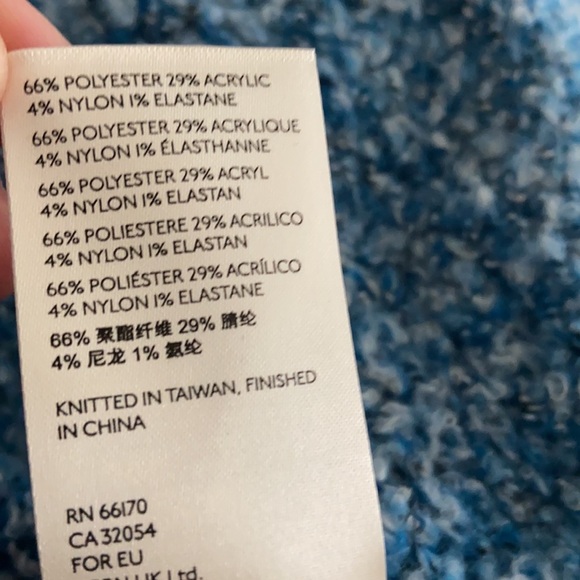 66% POLYESTER 29% ACRYLIC
4% NYLON 1% ELASTANE
66% POLYESTER 29% ACRYLIQUE
4% NYLON 1% ÉLASTHANNE
66% POLYESTER 29% ACRYL
4% NYLON 1% ELASTAN
66% POLIESTERE 29% ACRILICO
4% NYLON 1% ELASTAN
66% POLIÉSTER 29% ACRÍLICO
4% NYLON 1% ELASTANE
66% 聚酯纤维 29% 腈纶
4% 尼龙 1% 氨纶
KNITTED IN TAIWAN, FINISHED
IN CHINA
RN 66170
CA 32054
FOR EU
UK Ltd.